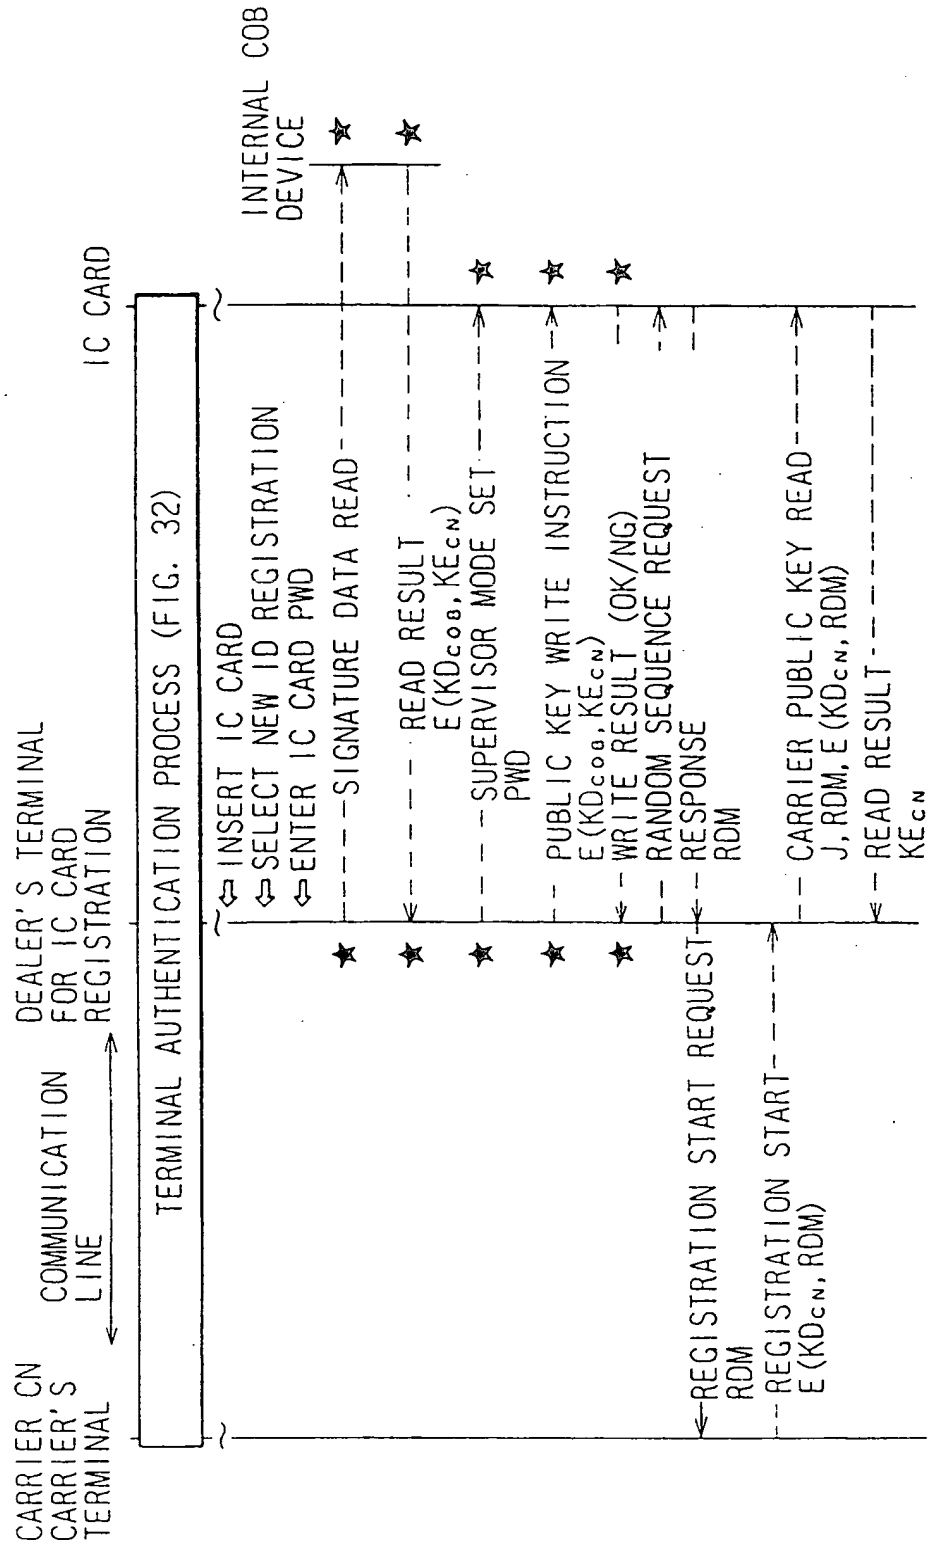 CARRIER CN
CARRIER'S
TERMINAL
COMMUNICATION
LINE
DEALER'S TERMINAL
FOR IC CARD
REGISTRATION
IC CARD
TERMINAL AUTHENTICATION PROCESS (FIG. 32)
INTERNAL COB
DEVICE
INSERT IC CARD
SELECT NEW ID REGISTRATION
ENTER IC CARD PWD
SIGNATURE DATA READ
READ RESULT
E(KDCOB, KECN)
SUPERVISOR MODE SET
PWD
PUBLIC KEY WRITE INSTRUCTION
E(KDCOB, KECN)
WRITE RESULT (OK/NG)
RANDOM SEQUENCE REQUEST
RESPONSE
RDM
REGISTRATION START REQUEST
RDM
REGISTRATION START
E(KDCN, RDM)
CARRIER PUBLIC KEY READ
J, RDM, E(KDCN, RDM)
READ RESULT
KECN